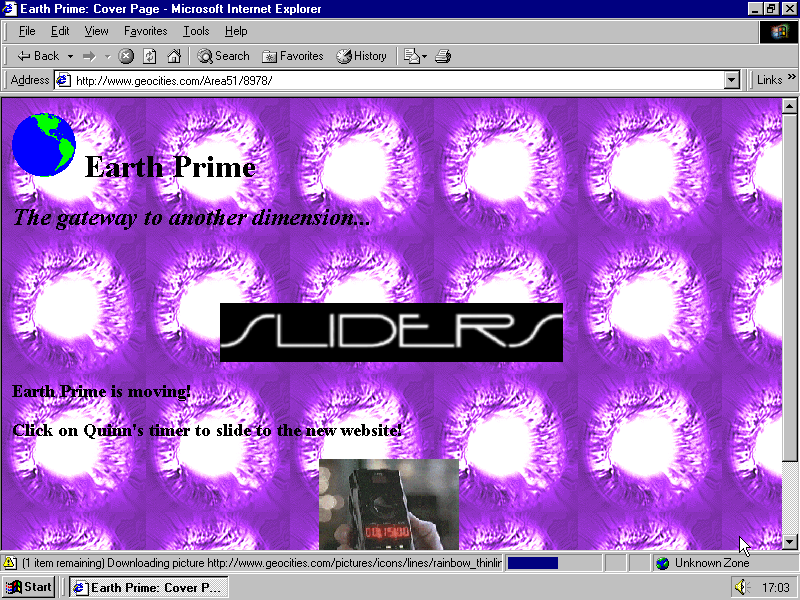 Earth Prime: Cover Page - Microsoft Internet Explorer
File Edit View Favorites Tools Help
Back Search Favorites History
Address http://www.geocities.com/Area51/8978/ Links »
Earth Prime
The gateway to another dimension...
SLIDERS
Earth Prime is moving!
Click on Quinn's timer to slide to the new website!
(1 item remaining) Downloading picture http://www.geocities.com/pictures/icons/lines/rainbow_thinlin Unknown Zone
Start Earth Prime: Cover P... 17:03